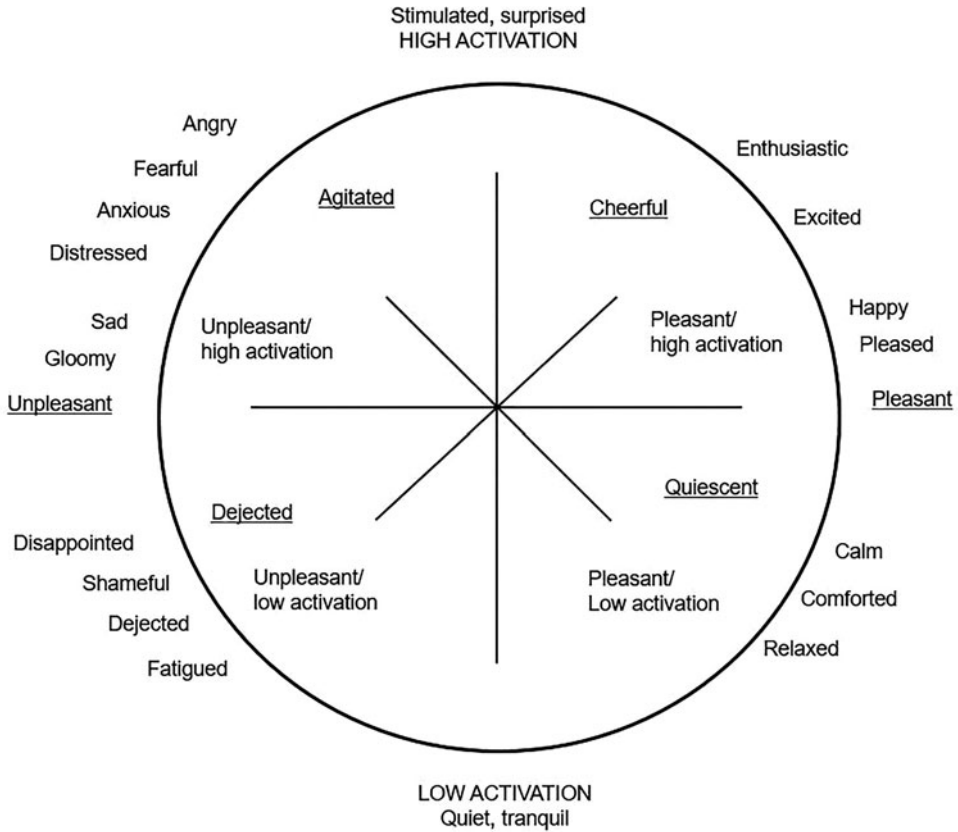 Stimulated, surprised
HIGH ACTIVATION
Angry
Enthusiastic
Fearful
Agitated
Cheerful
Anxious
Excited
Distressed
Happy
Sad
Unpleasant/
high activation
Pleasant/
high activation
Pleased
Gloomy
Unpleasant
Pleasant
Quiescent
Dejected
Disappointed
Calm
Shameful
Unpleasant/
low activation
Pleasant/
Low activation
Comforted
Dejected
Relaxed
Fatigued
LOW ACTIVATION
Quiet, tranquil